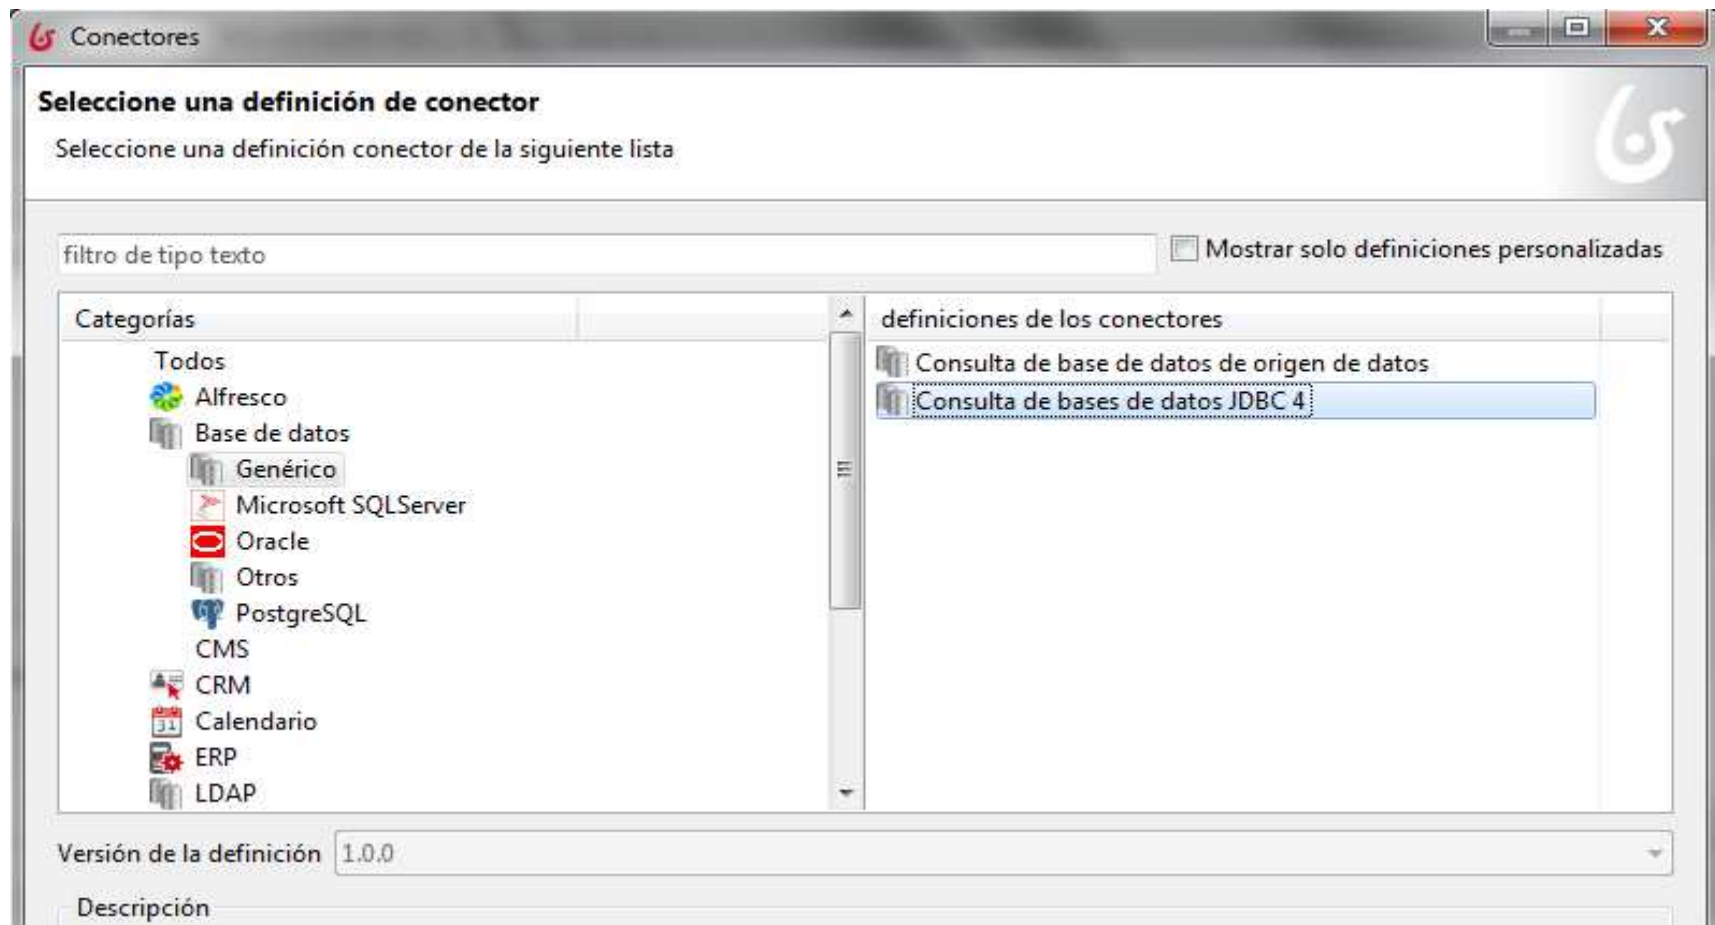 Conectores
Seleccione una definición de conector
Seleccione una definición conector de la siguiente lista
filtro de tipo texto
Mostrar solo definiciones personalizadas
Categorías
Todos
Alfresco
Base de datos
Genérico
Microsoft SQLServer
Oracle
Otros
PostgreSQL
CMS
CRM
31
Calendario
ERP
LDAP
definiciones de los conectores
Consulta de base de datos de origen de datos
Consulta de bases de datos JDBC 4
Versión de la definición 1.0.0
Descripción